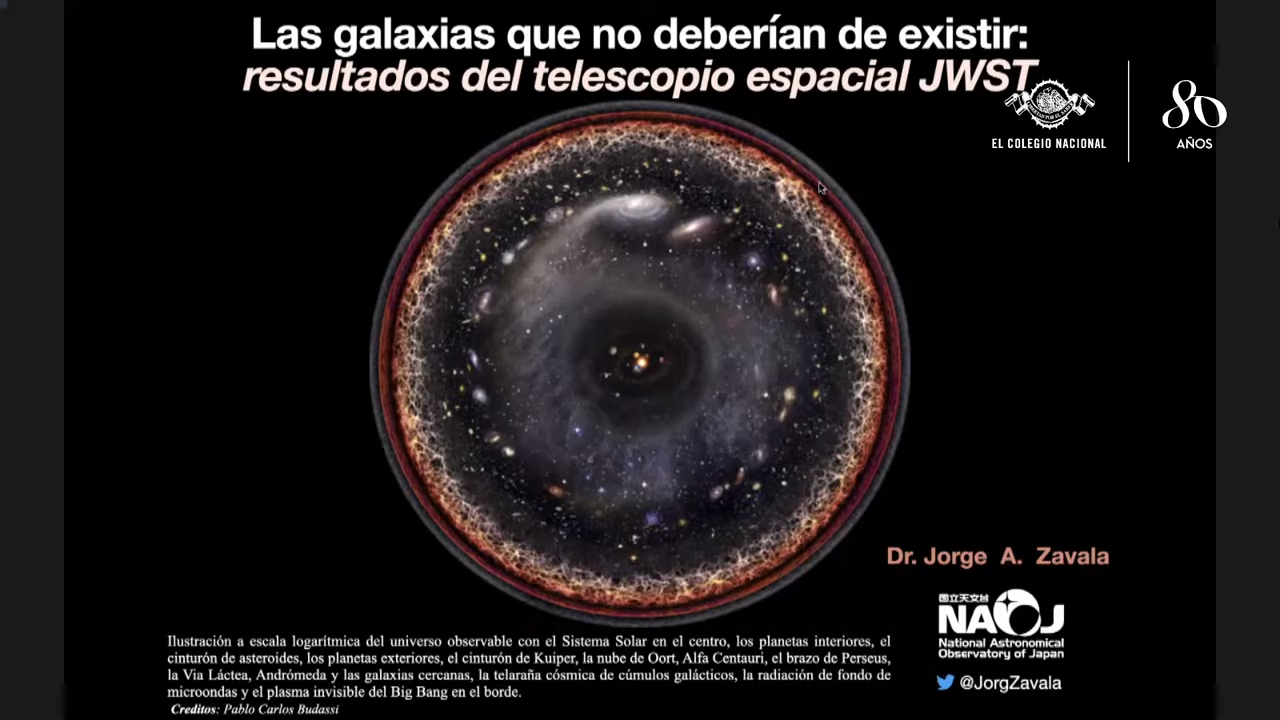 Las galaxias que no deberían de existir:
resultados del telescopio espacial JWST
EL COLEGIO NACIONAL
80
AÑOS
Dr. Jorge A. Zavala
国立天文台
NAOJ
National Astronomical
Observatory of Japan
@JorgZavala
Ilustración a escala logarítmica del universo observable con el Sistema Solar en el centro, los planetas interiores, el
cinturón de asteroides, los planetas exteriores, el cinturón de Kuiper, la nube de Oort, Alfa Centauri, el brazo de Perseus,
la Via Láctea, Andrómeda y las galaxias cercanas, la telaraña cósmica de cúmulos galácticos, la radiación de fondo de
microondas y el plasma invisible del Big Bang en el borde.
Creditos: Pablo Carlos Budassi